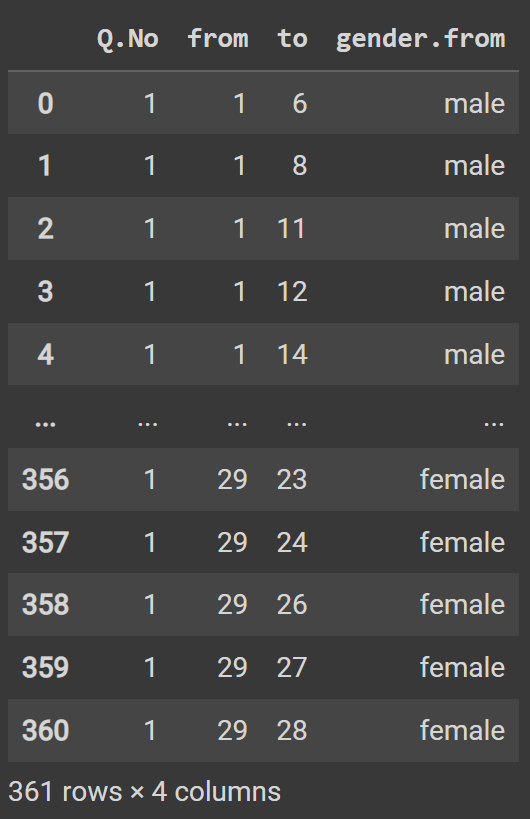 Q.No from to gender.from
0 1 1 6 male
1 1 1 8 male
2 1 1 11 male
3 1 1 12 male
4 1 1 14 male
... ... ... ... ...
356 1 29 23 female
357 1 29 24 female
358 1 29 26 female
359 1 29 27 female
360 1 29 28 female
361 rows × 4 columns